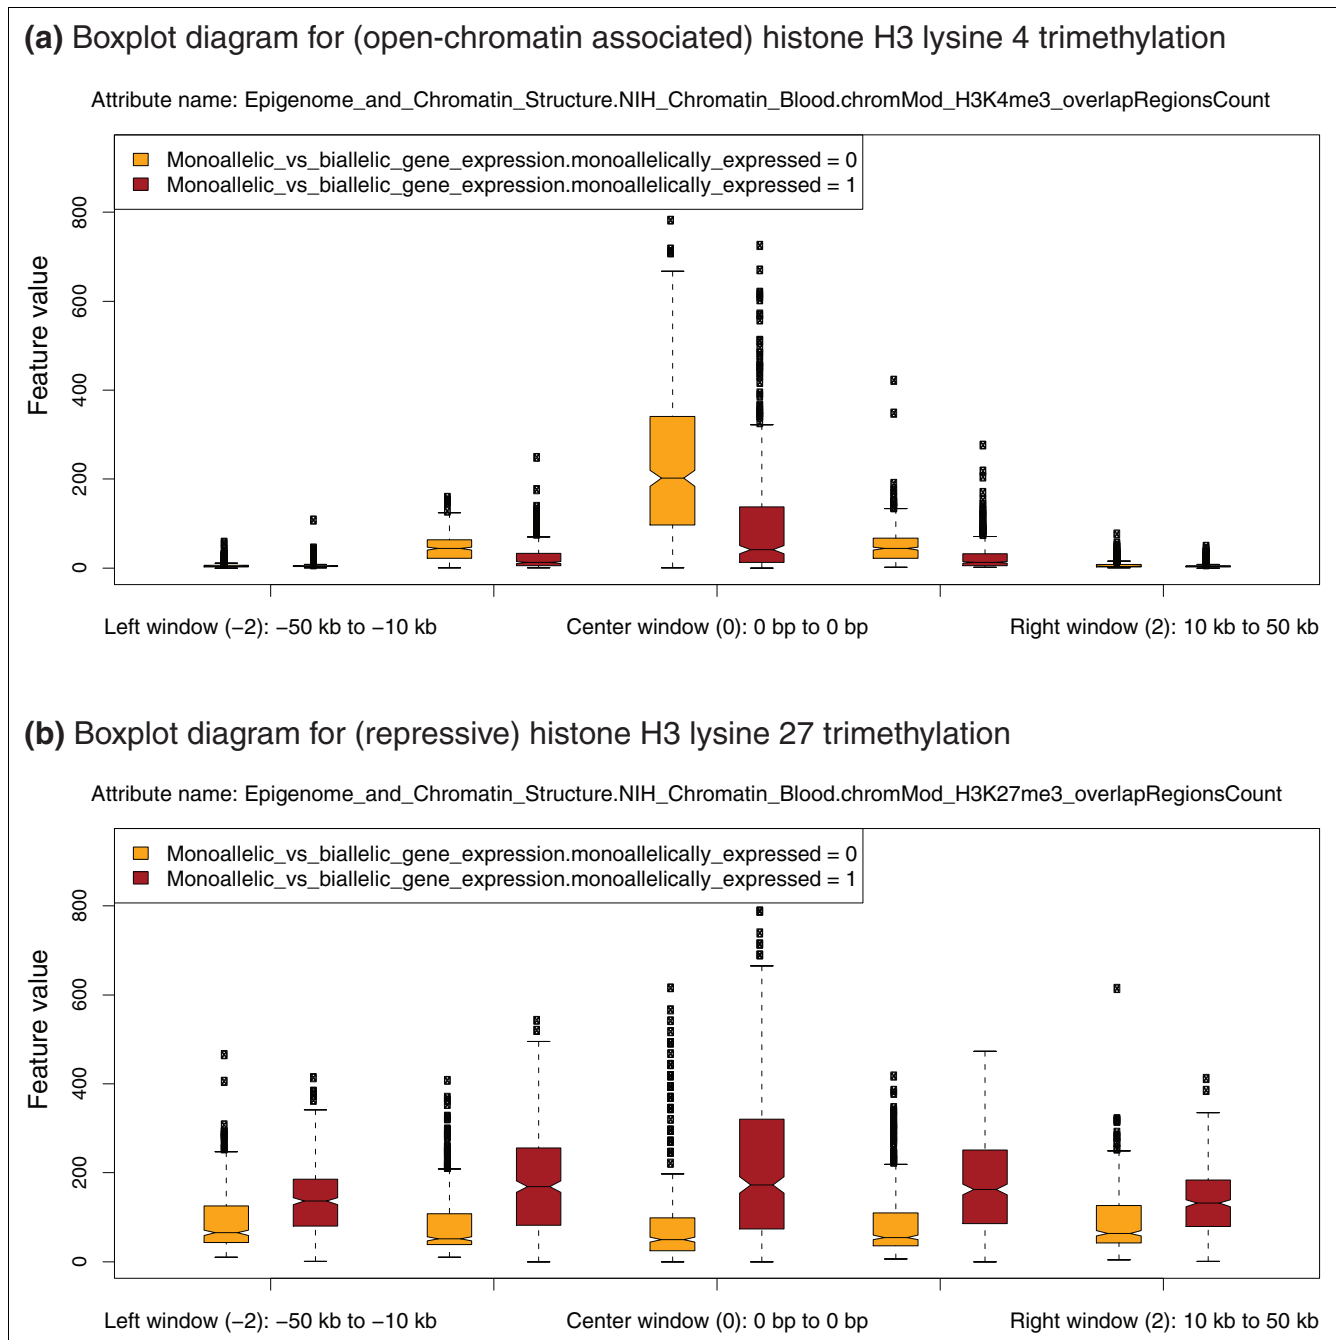 (a) Boxplot diagram for (open-chromatin associated) histone H3 lysine 4 trimethylation
Attribute name: Epigenome_and_Chromatin_Structure.NIH_Chromatin_Blood.chromMod_H3K4me3_overlapRegionsCount
Monoallelic_vs_biallelic_gene_expression.monoallelically_expressed = 0
Monoallelic_vs_biallelic_gene_expression.monoallelically_expressed = 1
Feature value
800
600
400
200
0
Left window (−2): −50 kb to −10 kb
Center window (0): 0 bp to 0 bp
Right window (2): 10 kb to 50 kb
(b) Boxplot diagram for (repressive) histone H3 lysine 27 trimethylation
Attribute name: Epigenome_and_Chromatin_Structure.NIH_Chromatin_Blood.chromMod_H3K27me3_overlapRegionsCount
Monoallelic_vs_biallelic_gene_expression.monoallelically_expressed = 0
Monoallelic_vs_biallelic_gene_expression.monoallelically_expressed = 1
Feature value
800
600
400
200
0
Left window (−2): −50 kb to −10 kb
Center window (0): 0 bp to 0 bp
Right window (2): 10 kb to 50 kb